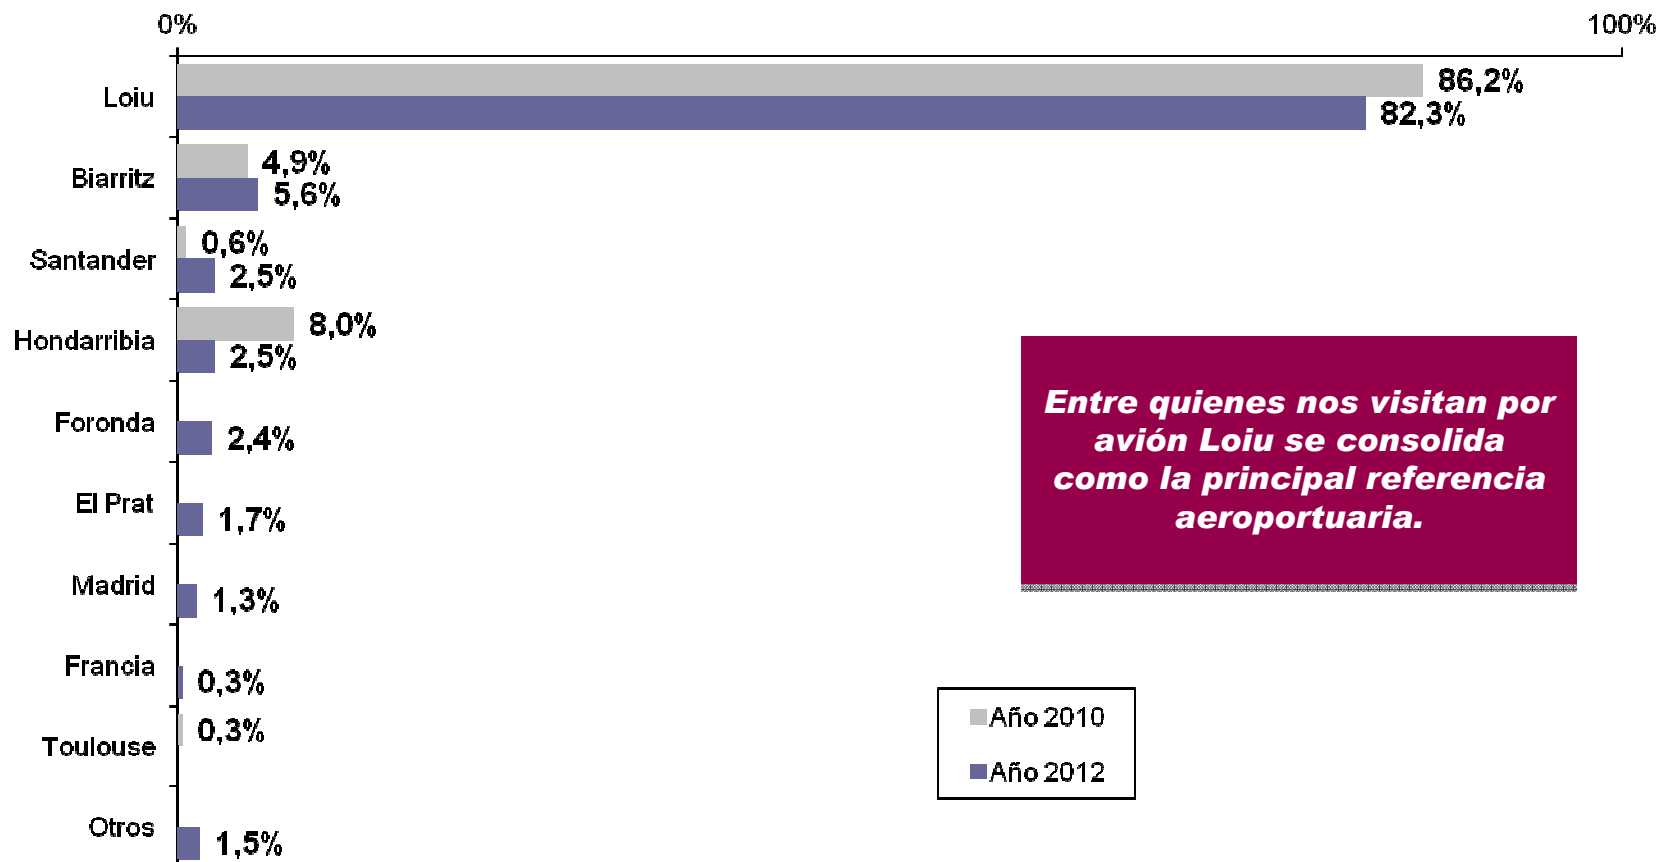 0% 100%
Loiu 86,2%
82,3%
Biarritz 4,9%
5,6%
Santander 0,6%
2,5%
Hondarribia 8,0%
2,5%
Foronda 2,4%
El Prat 1,7%
Madrid 1,3%
Francia 0,3%
Toulouse 0,3%
Otros 1,5%
Entre quienes nos visitan por
avión Loiu se consolida
como la principal referencia
aeroportuaria.
Año 2010
Año 2012